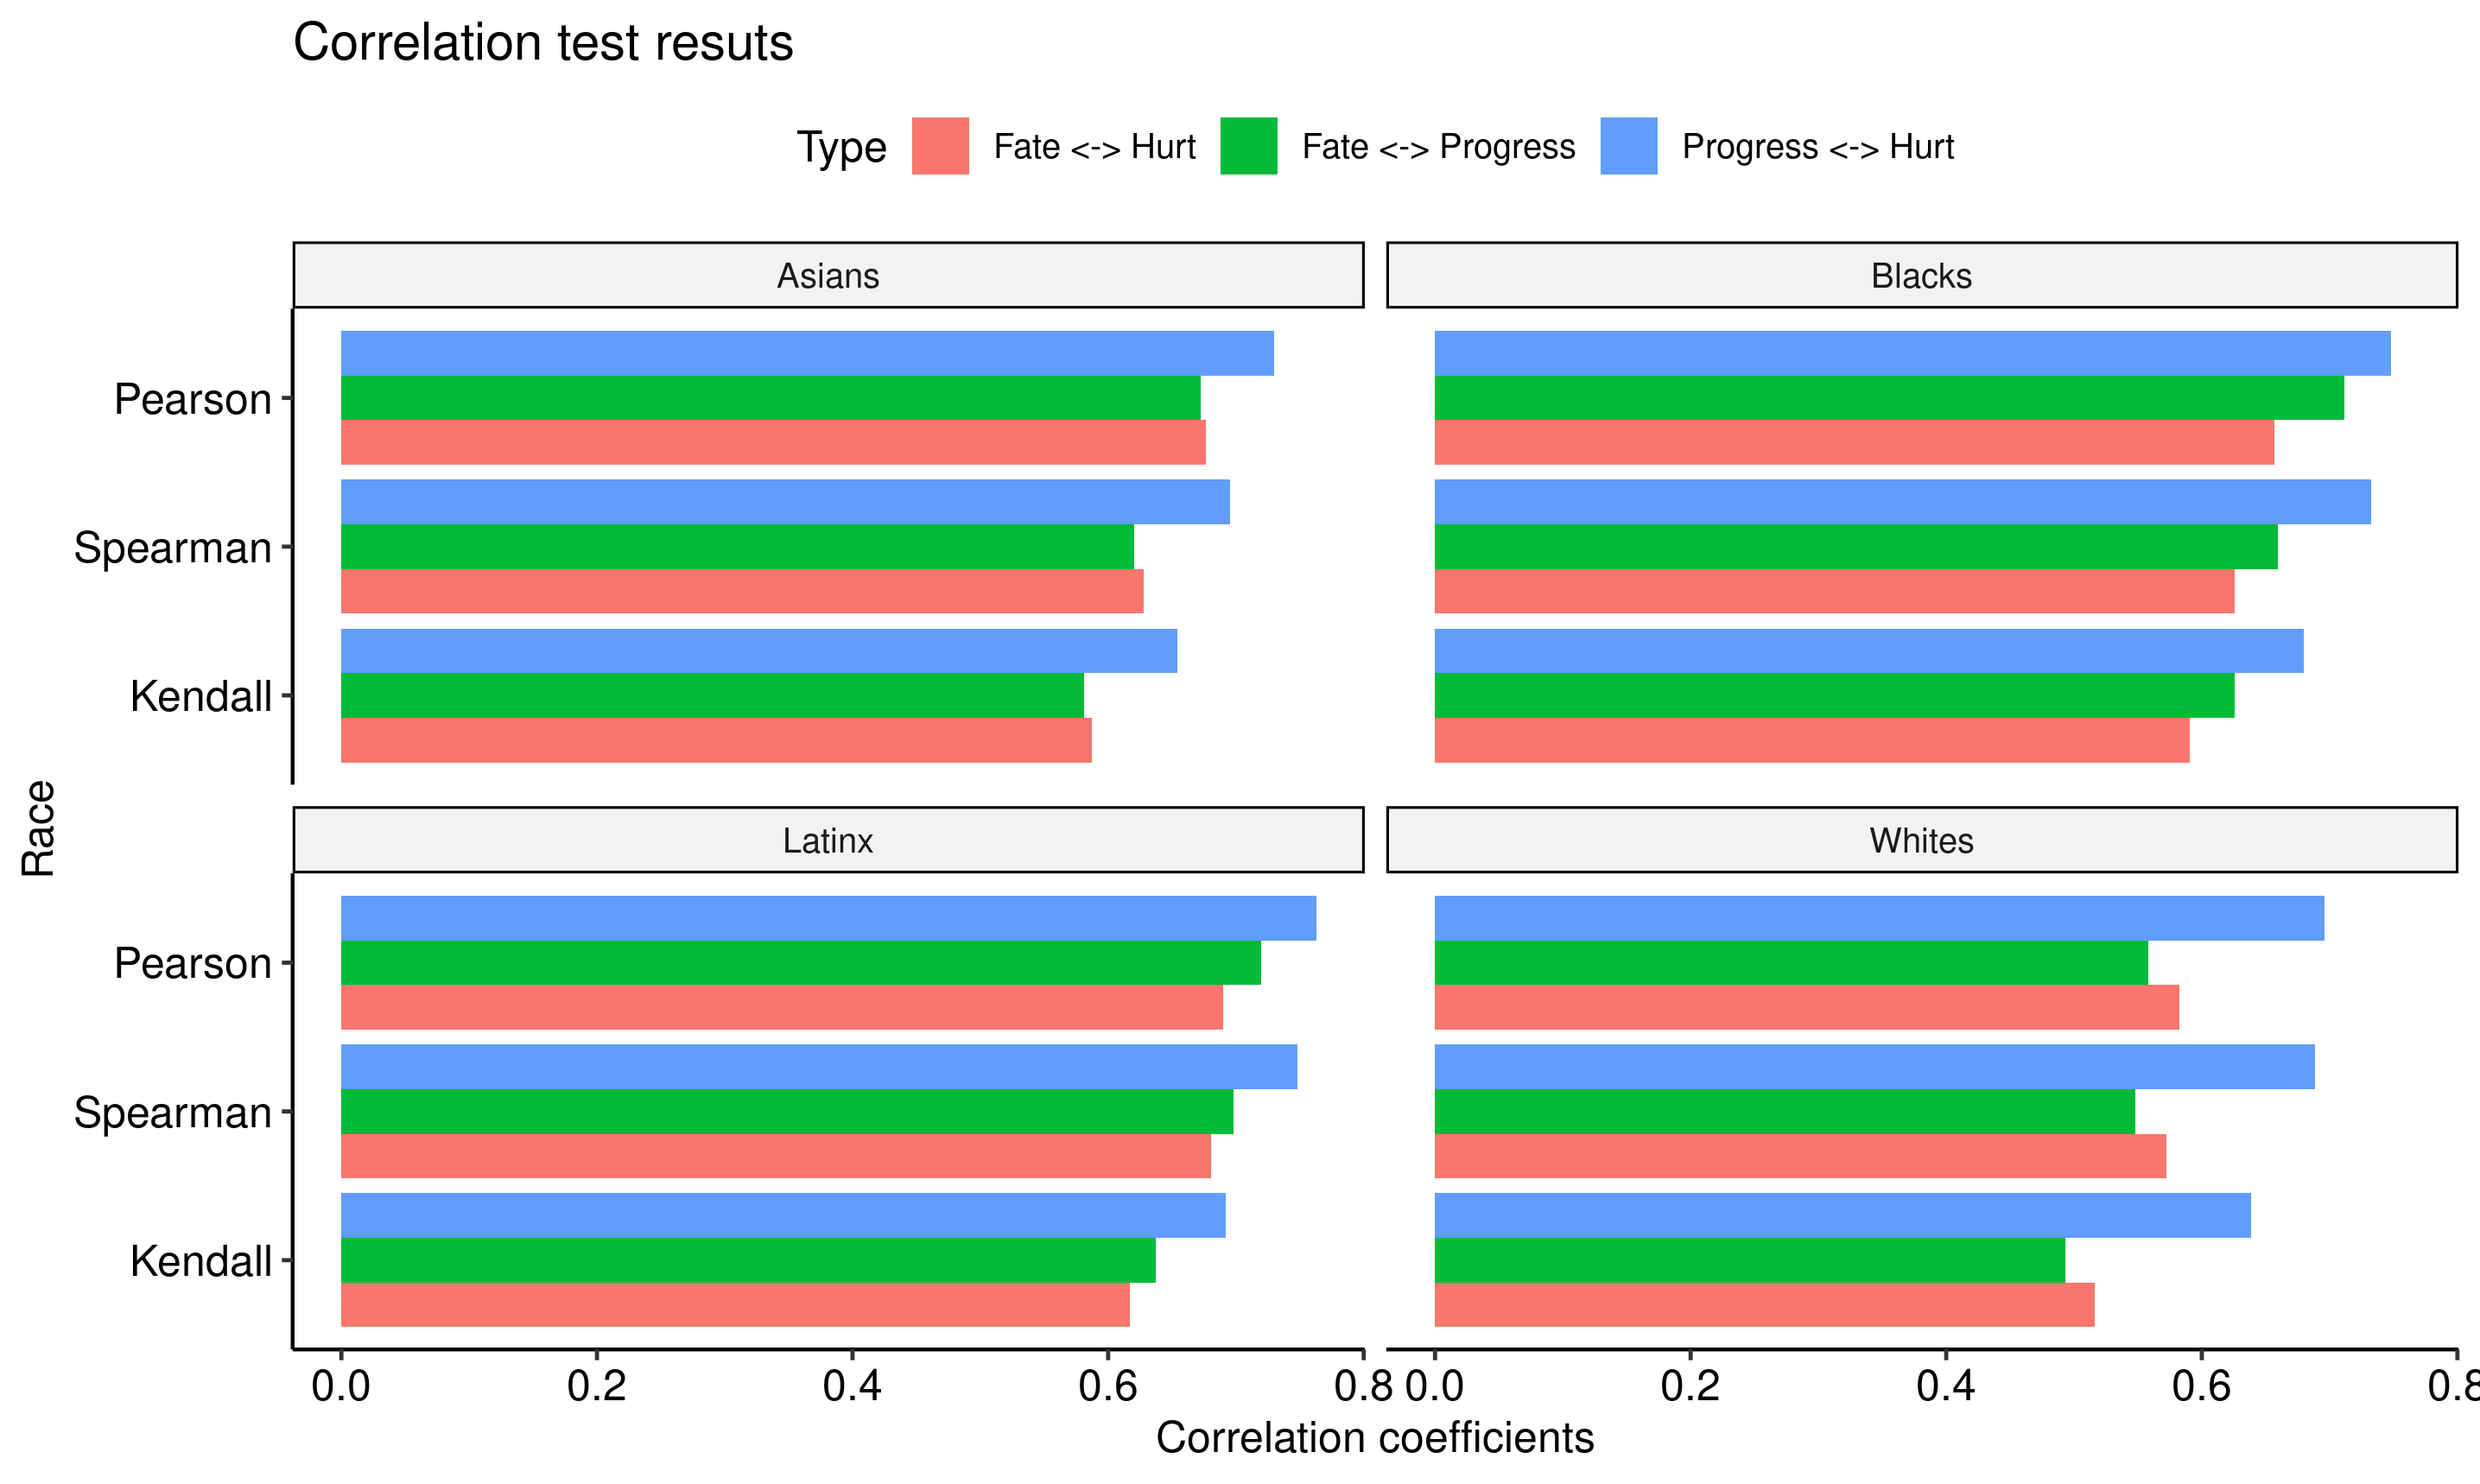 Correlation test resuts
Type Fate <-> Hurt Fate <-> Progress Progress <-> Hurt
Asians Blacks
Pearson
Spearman
Kendall
Race
Latinx Whites
Pearson
Spearman
Kendall
0.0 0.2 0.4 0.6 0.8 0.0 0.2 0.4 0.6 0.8
Correlation coefficients